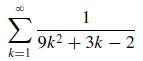 ∞
∑ 1 / (9k² + 3k − 2)
k=1